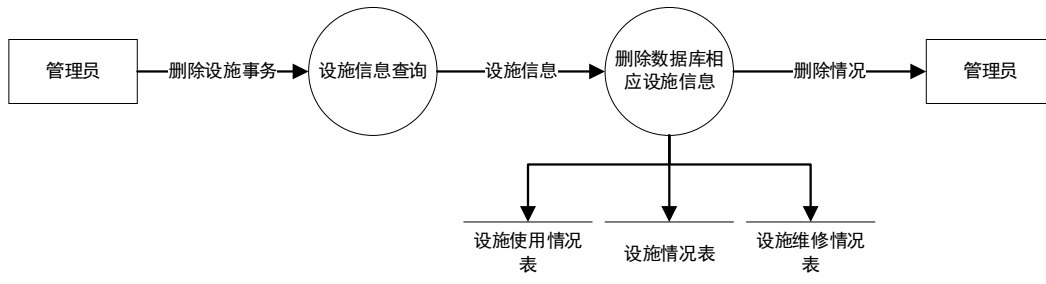 管理员
删除设施事务
设施信息查询
设施信息
删除数据库相
应设施信息
删除情况
管理员
设施使用情况
表
设施情况表
设施维修情况
表